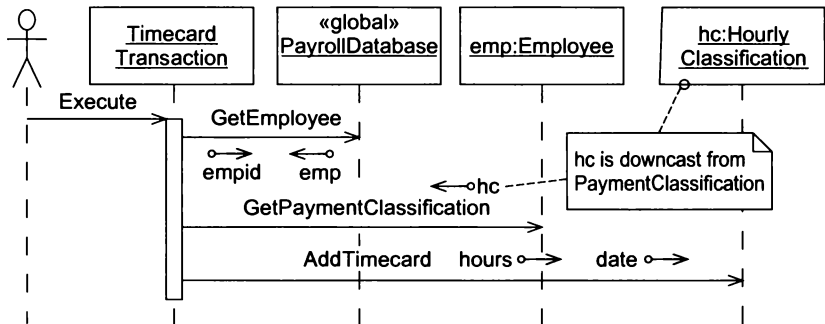 Timecard
Transaction
«global»
PayrollDatabase
emp:Employee
hc:Hourly
Classification
Execute
GetEmployee
empid
emp
hc is downcast from
PaymentClassification
hc
GetPaymentClassification
AddTimecard
hours
date